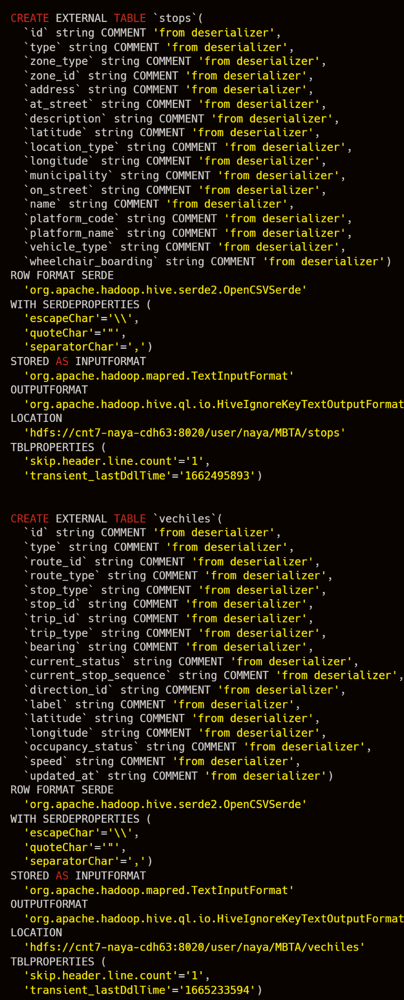 CREATE EXTERNAL TABLE `stops`(
  `id` string COMMENT 'from deserializer',
  `type` string COMMENT 'from deserializer',
  `zone_type` string COMMENT 'from deserializer',
  `zone_id` string COMMENT 'from deserializer',
  `address` string COMMENT 'from deserializer',
  `at_street` string COMMENT 'from deserializer',
  `description` string COMMENT 'from deserializer',
  `latitude` string COMMENT 'from deserializer',
  `location_type` string COMMENT 'from deserializer',
  `longitude` string COMMENT 'from deserializer',
  `municipality` string COMMENT 'from deserializer',
  `on_street` string COMMENT 'from deserializer',
  `name` string COMMENT 'from deserializer',
  `platform_code` string COMMENT 'from deserializer',
  `platform_name` string COMMENT 'from deserializer',
  `vehicle_type` string COMMENT 'from deserializer',
  `wheelchair_boarding` string COMMENT 'from deserializer')
ROW FORMAT SERDE
  'org.apache.hadoop.hive.serde2.OpenCSVSerde'
WITH SERDEPROPERTIES (
  'escapeChar'='\\',
  'quoteChar'='"',
  'separatorChar'=',')
STORED AS INPUTFORMAT
  'org.apache.hadoop.mapred.TextInputFormat'
OUTPUTFORMAT
  'org.apache.hadoop.hive.ql.io.HiveIgnoreKeyTextOutputFormat
LOCATION
  'hdfs://cnt7-naya-cdh63:8020/user/naya/MBTA/stops'
TBLPROPERTIES (
  'skip.header.line.count'='1',
  'transient_lastDdlTime'='1662495893')
CREATE EXTERNAL TABLE `vechiles`(
  `id` string COMMENT 'from deserializer',
  `type` string COMMENT 'from deserializer',
  `route_id` string COMMENT 'from deserializer',
  `route_type` string COMMENT 'from deserializer',
  `stop_type` string COMMENT 'from deserializer',
  `stop_id` string COMMENT 'from deserializer',
  `trip_id` string COMMENT 'from deserializer',
  `trip_type` string COMMENT 'from deserializer',
  `bearing` string COMMENT 'from deserializer',
  `current_status` string COMMENT 'from deserializer',
  `current_stop_sequence` string COMMENT 'from deserializer',
  `direction_id` string COMMENT 'from deserializer',
  `label` string COMMENT 'from deserializer',
  `latitude` string COMMENT 'from deserializer',
  `longitude` string COMMENT 'from deserializer',
  `occupancy_status` string COMMENT 'from deserializer',
  `speed` string COMMENT 'from deserializer',
  `updated_at` string COMMENT 'from deserializer')
ROW FORMAT SERDE
  'org.apache.hadoop.hive.serde2.OpenCSVSerde'
WITH SERDEPROPERTIES (
  'escapeChar'='\\',
  'quoteChar'='"',
  'separatorChar'=',')
STORED AS INPUTFORMAT
  'org.apache.hadoop.mapred.TextInputFormat'
OUTPUTFORMAT
  'org.apache.hadoop.hive.ql.io.HiveIgnoreKeyTextOutputFormat
LOCATION
  'hdfs://cnt7-naya-cdh63:8020/user/naya/MBTA/vechiles'
TBLPROPERTIES (
  'skip.header.line.count'='1',
  'transient_lastDdlTime'='1665233594')